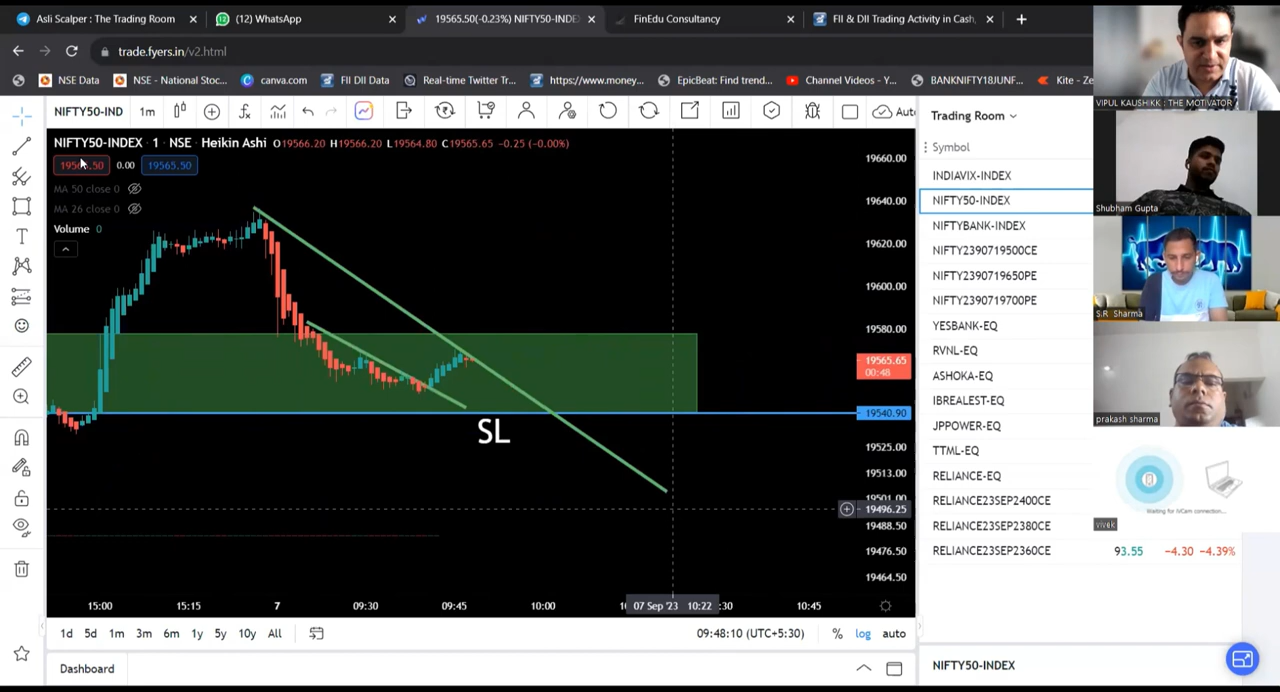 Asli Scalper : The Trading Room
(12) WhatsApp
19565.50(-0.23%) NIFTY50-INDE
FinEdu Consultancy
FII & DII Trading Activity in Cash,
trade.fyers.in/v2.html
NSE Data
NSE - National Stoc...
canva.com
FII DII Data
Real-time Twitter Tr...
https://www.money...
EpicBeat: Find trend...
Channel Videos - Y...
BANKNIFTY18JUNF...
Kite - Ze
NIFTY50-IND
1m
Auto
NIFTY50-INDEX · 1 · NSE Heikin Ashi O19566.20 H19566.20 L19564.80 C19565.65 −0.25 (−0.00%)
0.00
19565.50
MA 50 close 0
MA 26 close 0
Volume 0
SL
19660.00
19640.00
19620.00
19600.00
19580.00
19565.65
00:48
19540.90
19525.00
19513.00
19501.00
19496.25
19488.50
19476.50
19464.50
15:00
15:15
7
09:30
09:45
10:00
07 Sep '23 10:22
:30
10:45
1d
5d
1m
3m
6m
1y
5y
10y
All
09:48:10 (UTC+5:30)
%
log
auto
Dashboard
Trading Room
Symbol
INDIAVIX-INDEX
NIFTY50-INDEX
NIFTYBANK-INDEX
NIFTY2390719500CE
NIFTY2390719650PE
NIFTY2390719700PE
YESBANK-EQ
RVNL-EQ
ASHOKA-EQ
IBREALEST-EQ
JPPOWER-EQ
TTML-EQ
RELIANCE-EQ
RELIANCE23SEP2400CE
RELIANCE23SEP2380CE
RELIANCE23SEP2360CE 93.55 −4.30 −4.39%
NIFTY50-INDEX
VIPUL KAUSHIKK : THE MOTIVATOR
Shubham Gupta
S.R Sharma
prakash sharma
Waiting for iVCam connection...
vivek